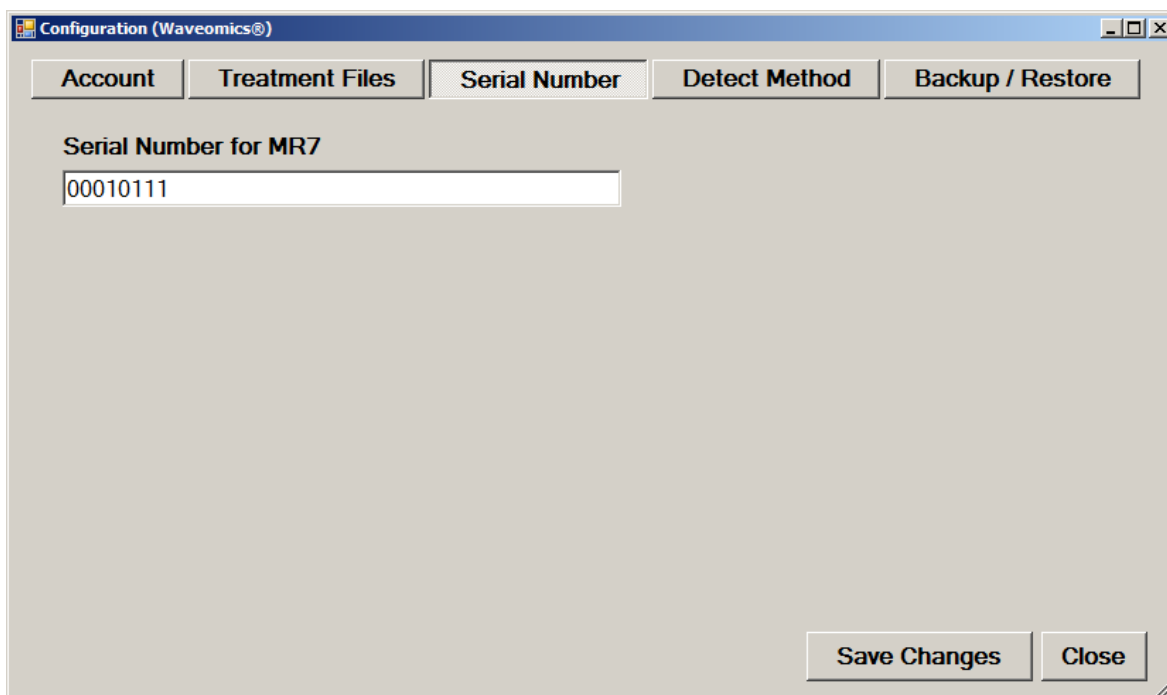 Configuration (Waveomics®)
Account Treatment Files Serial Number Detect Method Backup / Restore
Serial Number for MR7
00010111
Save Changes Close